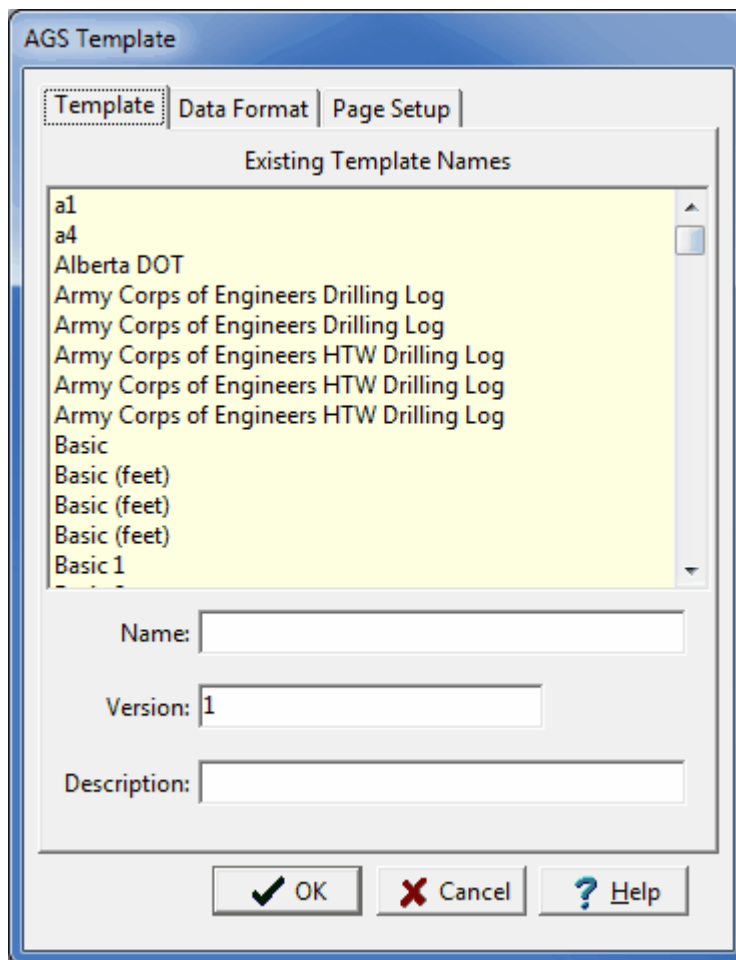 AGS Template
Template Data Format Page Setup
Existing Template Names
a1
a4
Alberta DOT
Army Corps of Engineers Drilling Log
Army Corps of Engineers Drilling Log
Army Corps of Engineers HTW Drilling Log
Army Corps of Engineers HTW Drilling Log
Army Corps of Engineers HTW Drilling Log
Basic
Basic (feet)
Basic (feet)
Basic (feet)
Basic 1
Name:
Version: 1
Description:
OK Cancel Help